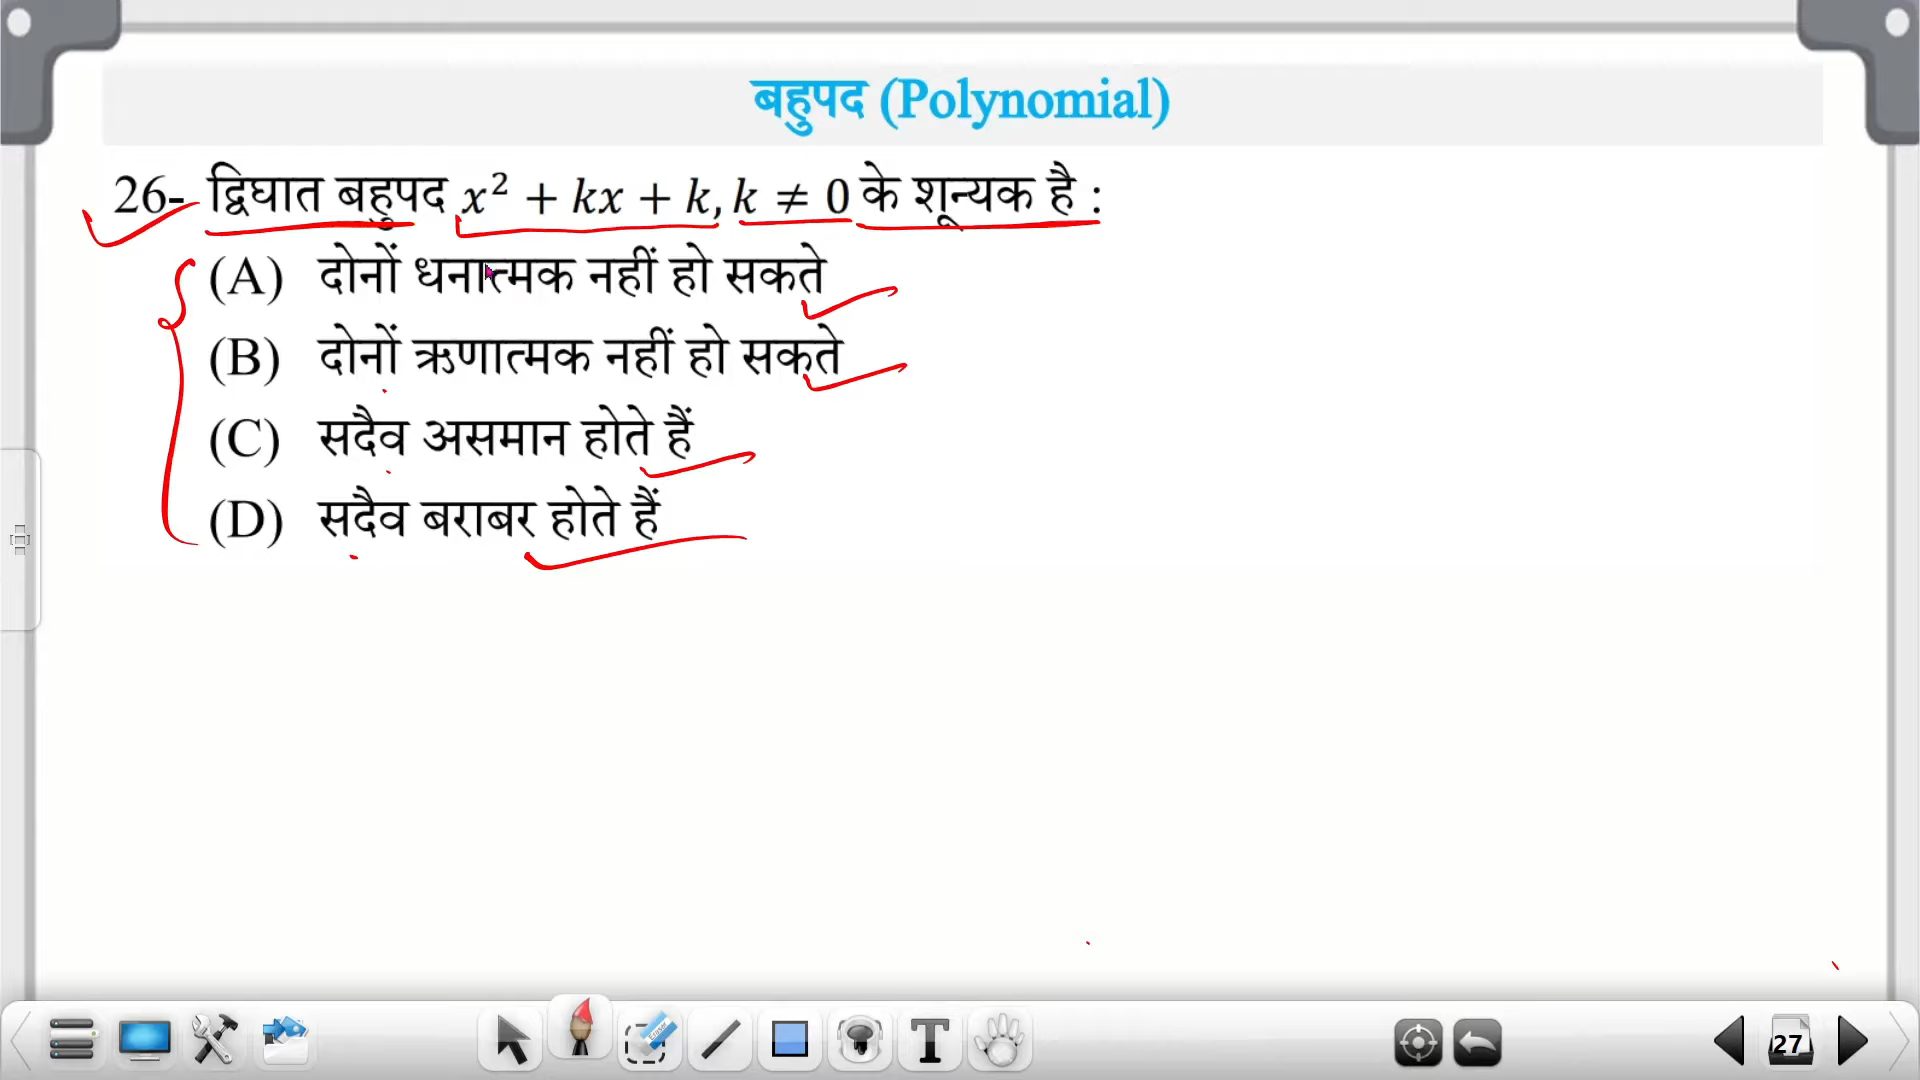 बहुपद (Polynomial)
26- द्विघात बहुपद x² + kx + k, k ≠ 0 के शून्यक है :
(A) दोनों धनात्मक नहीं हो सकते
(B) दोनों ऋणात्मक नहीं हो सकते
(C) सदैव असमान होते हैं
(D) सदैव बराबर होते हैं
T
27